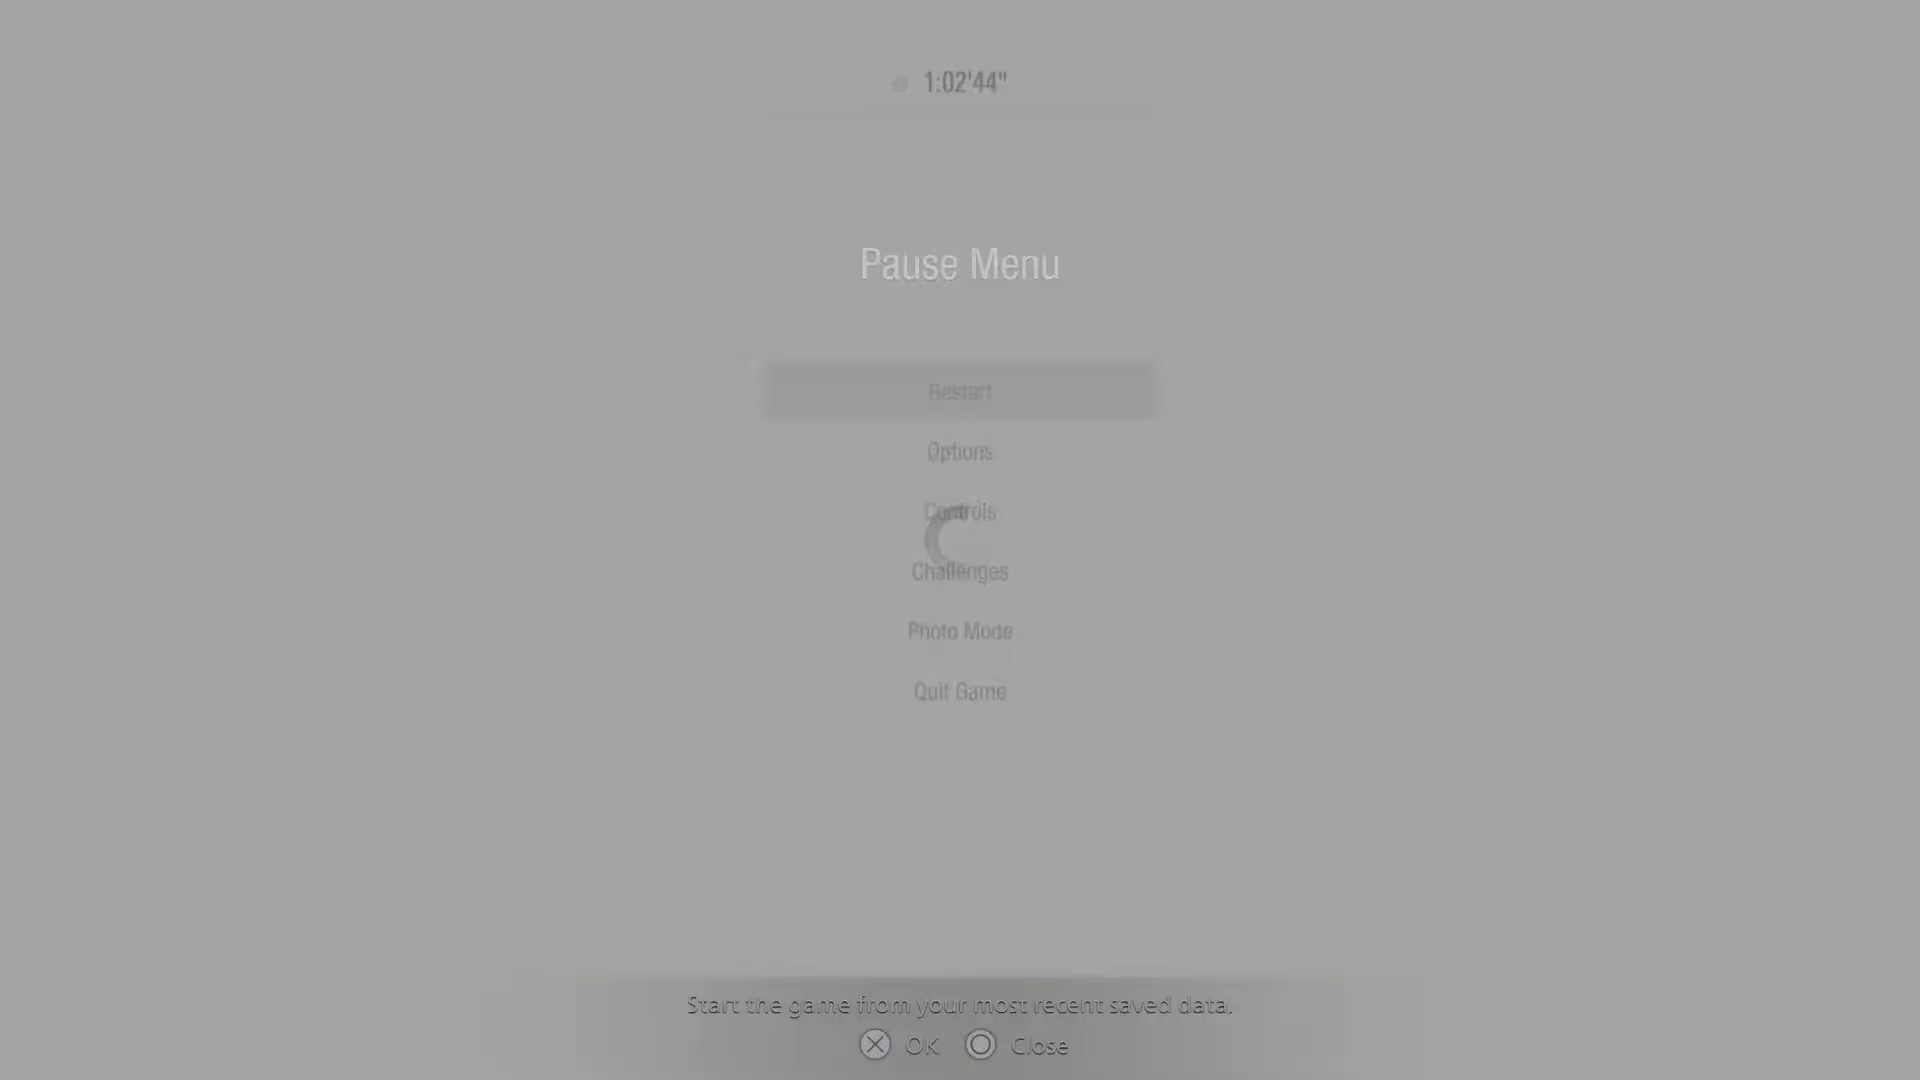 1:02'44"
Pause Menu
Restart
Options
Controls
Challenges
Photo Mode
Quit Game
Start the game from your most recent saved data.
OK Close